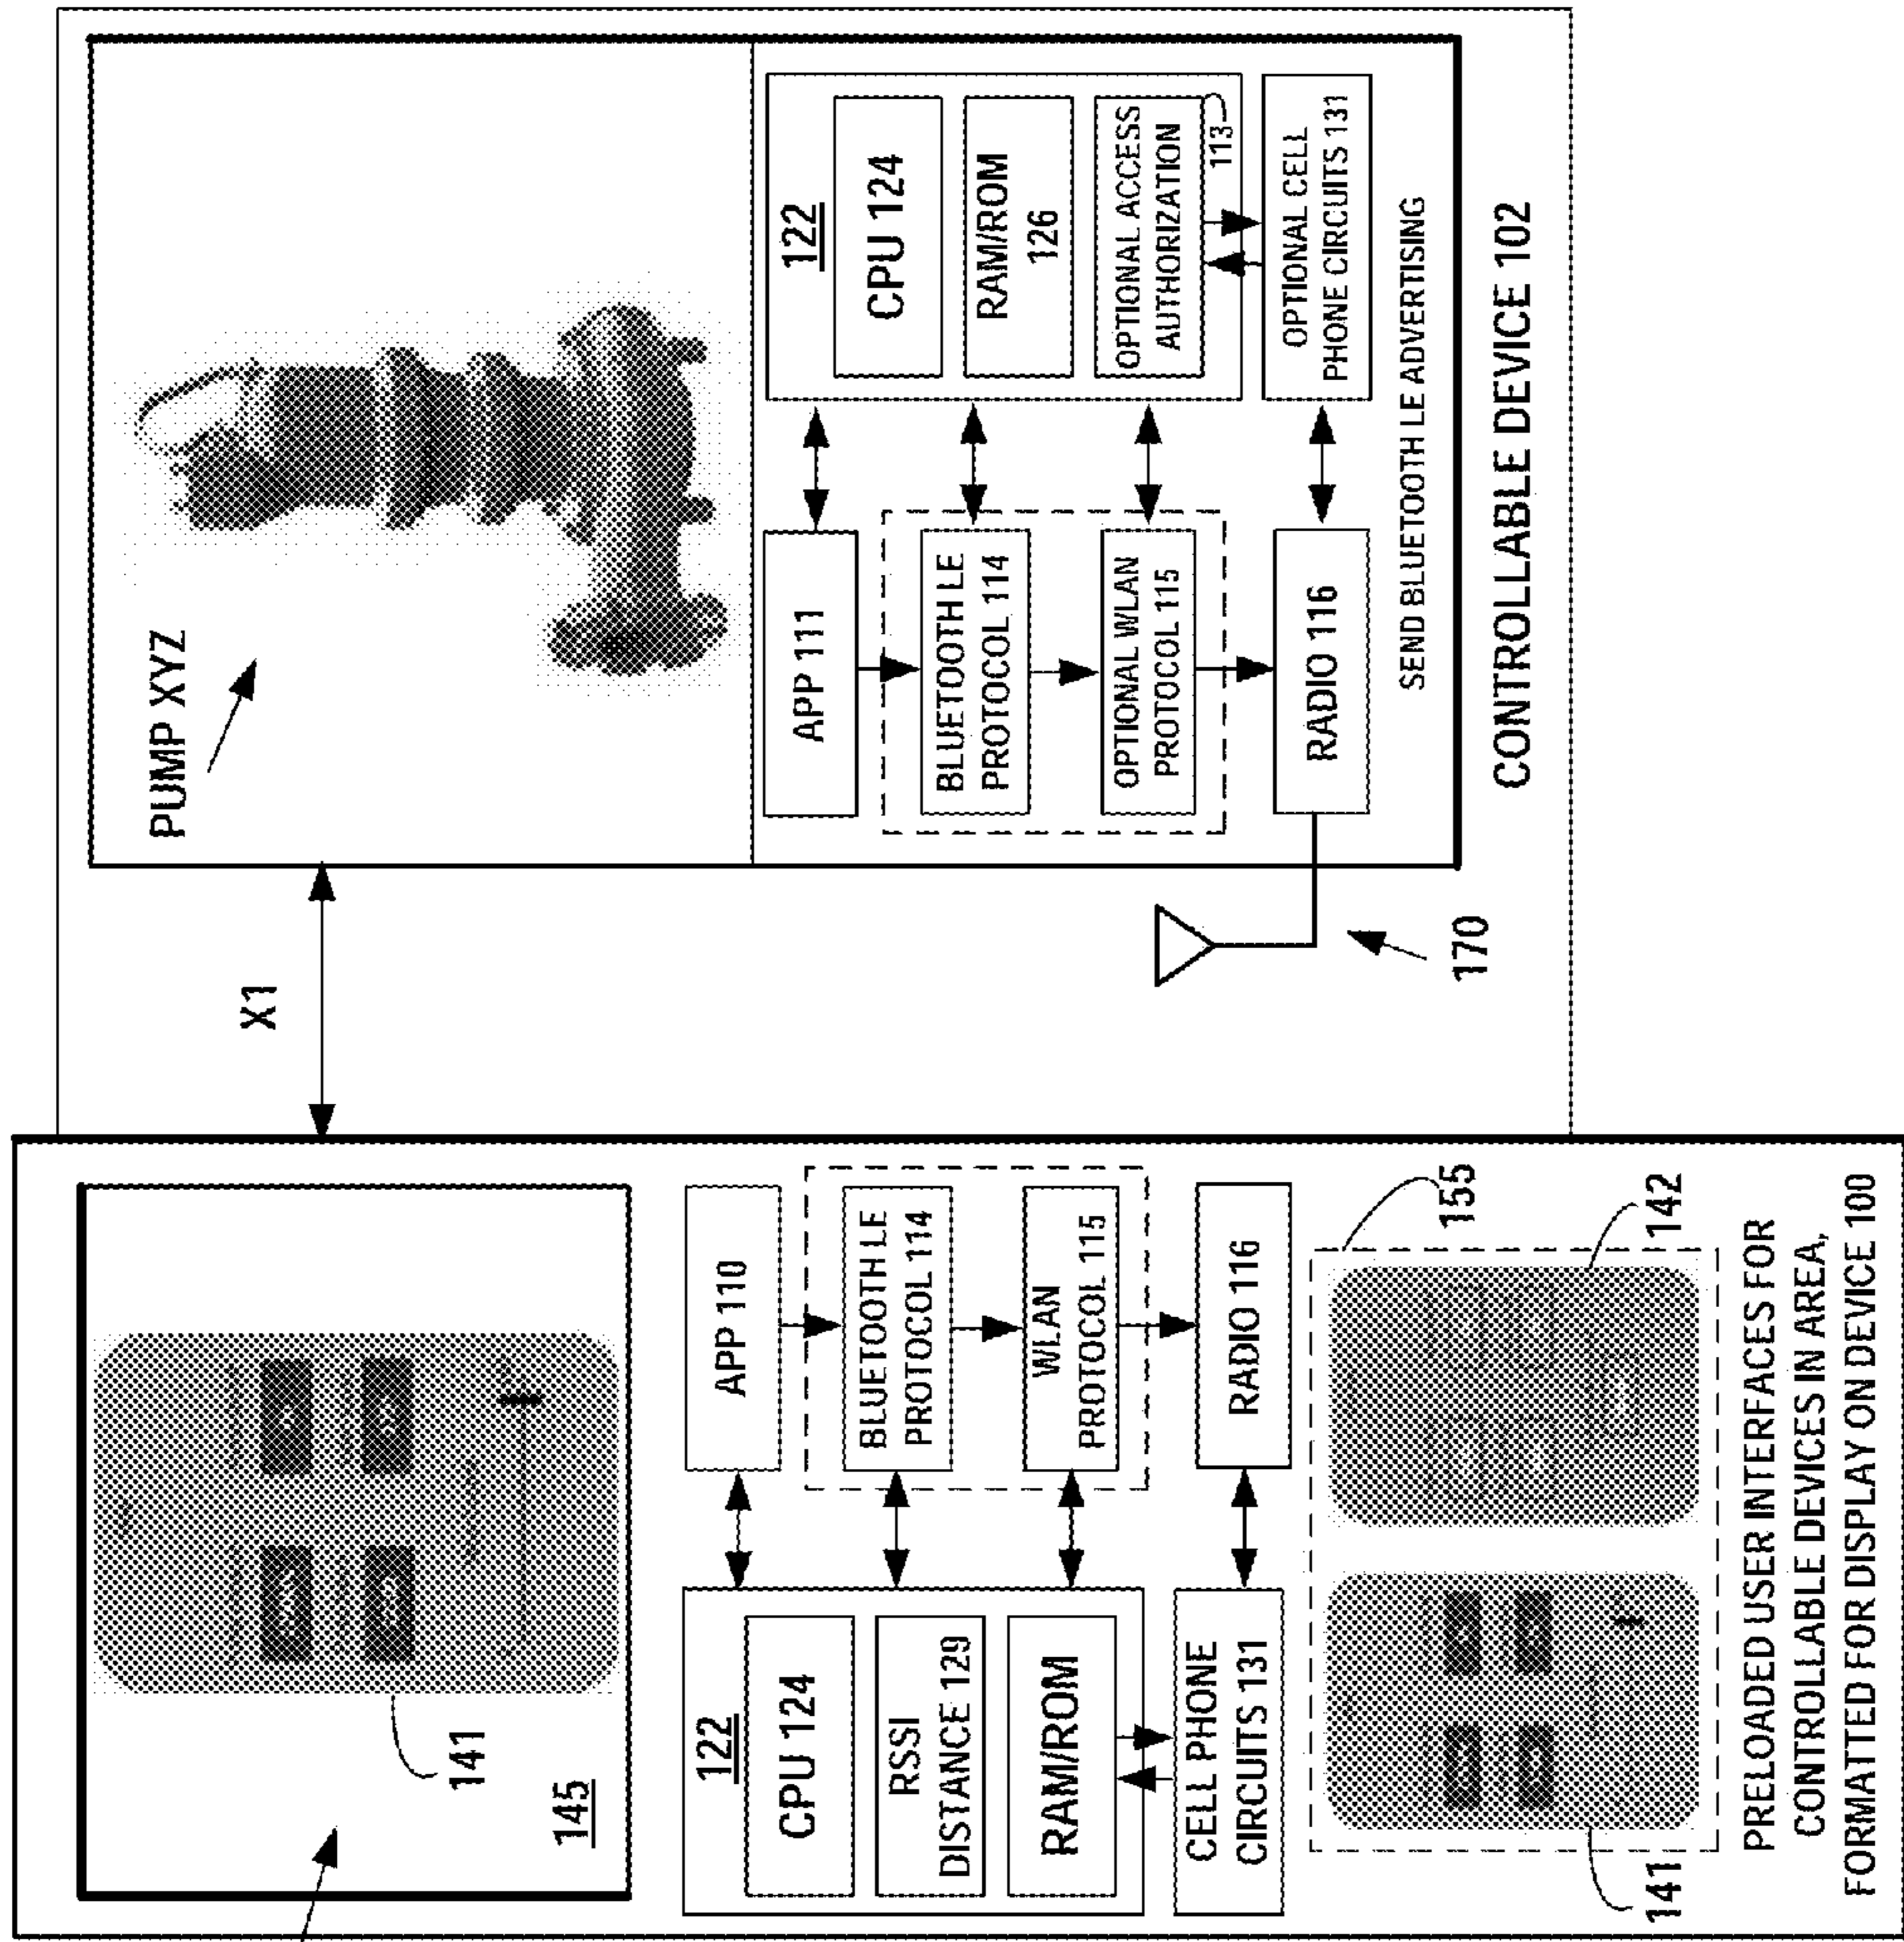 145
141
122
CPU 124
RSSI
DISTANCE 129
RAM/ROM
CELL PHONE
CIRCUITS 131
APP 110
BLUETOOTH LE
PROTOCOL 114
WLAN
PROTOCOL 115
RADIO 116
141
142
155
PRELOADED USER INTERFACES FOR
CONTROLLABLE DEVICES IN AREA,
FORMATTED FOR DISPLAY ON DEVICE 100
X1
170
PUMP XYZ
APP 111
BLUETOOTH LE
PROTOCOL 114
OPTIONAL WLAN
PROTOCOL 115
RADIO 116
122
CPU 124
RAM/ROM
126
OPTIONAL ACCESS
AUTHORIZATION
113
OPTIONAL CELL
PHONE CIRCUITS 131
SEND BLUETOOTH LE ADVERTISING
CONTROLLABLE DEVICE 102